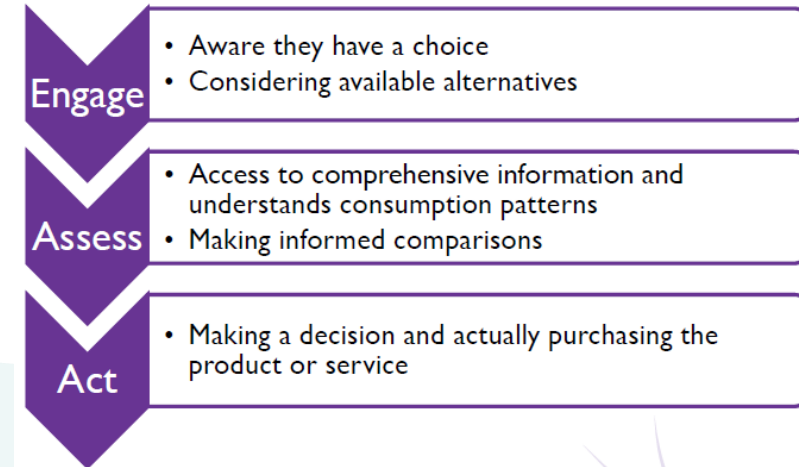 Engage
• Aware they have a choice
• Considering available alternatives
Assess
• Access to comprehensive information and
understands consumption patterns
• Making informed comparisons
Act
• Making a decision and actually purchasing the
product or service